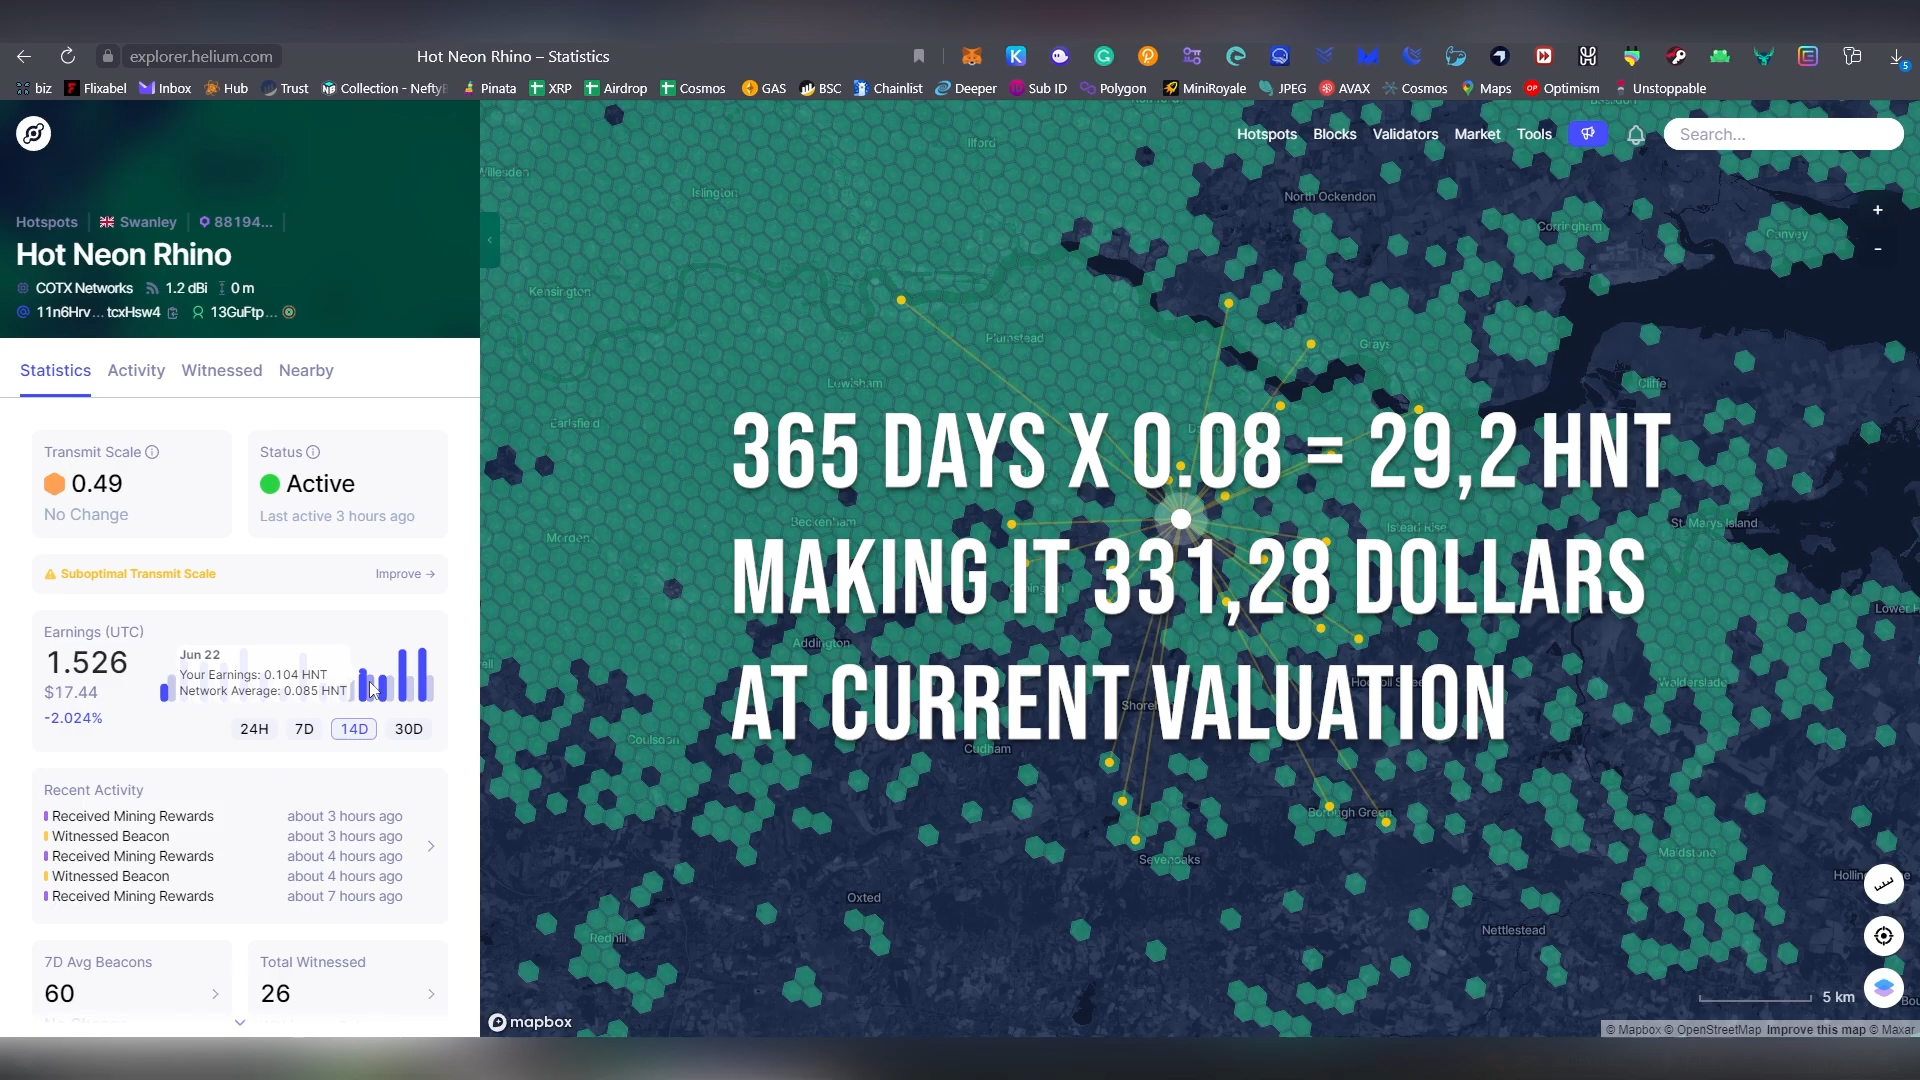 explorer.helium.com
Hot Neon Rhino – Statistics
5
biz
Flixabel
Inbox
Hub
Trust
Collection - Nefty
Pinata
XRP
Airdrop
Cosmos
GAS
BSC
Chainlist
Deeper
Sub ID
Polygon
MiniRoyale
JPEG
AVAX
Cosmos
Maps
OP Optimism
Unstoppable
Hotspots
Blocks
Validators
Market
Tools
Search...
Hotspots
Swanley
88194...
Hot Neon Rhino
COTX Networks
1.2 dBi
0 m
11n6Hrv...tcxHsw4
13GuFtp...
Statistics
Activity
Witnessed
Nearby
Transmit Scale
0.49
No Change
Status
Active
Last active 3 hours ago
Suboptimal Transmit Scale
Improve →
Earnings (UTC)
1.526
$17.44
-2.024%
Jun 22
Your Earnings: 0.104 HNT
Network Average: 0.085 HNT
24H
7D
14D
30D
Recent Activity
Received Mining Rewards about 3 hours ago
Witnessed Beacon about 3 hours ago
Received Mining Rewards about 4 hours ago
Witnessed Beacon about 4 hours ago
Received Mining Rewards about 7 hours ago
7D Avg Beacons
60
Total Witnessed
26
365 DAYS X 0.08 = 29,2 HNT
MAKING IT 331,28 DOLLARS
AT CURRENT VALUATION
Ilford
Willesden
Islington
North Ockendon
Corringham
Canvey
Kensington
Plumstead
Grays
Lewisham
Cliffe
Earlsfield
Beckenham
Morden
Istead Rise
St Marys Island
Addington
Coulsdon
Cudham
Walderslade
Borough Green
Sevenoaks
Maidstone
Oxted
Redhill
Nettlestead
5 km
mapbox
© Mapbox © OpenStreetMap Improve this map © Maxar